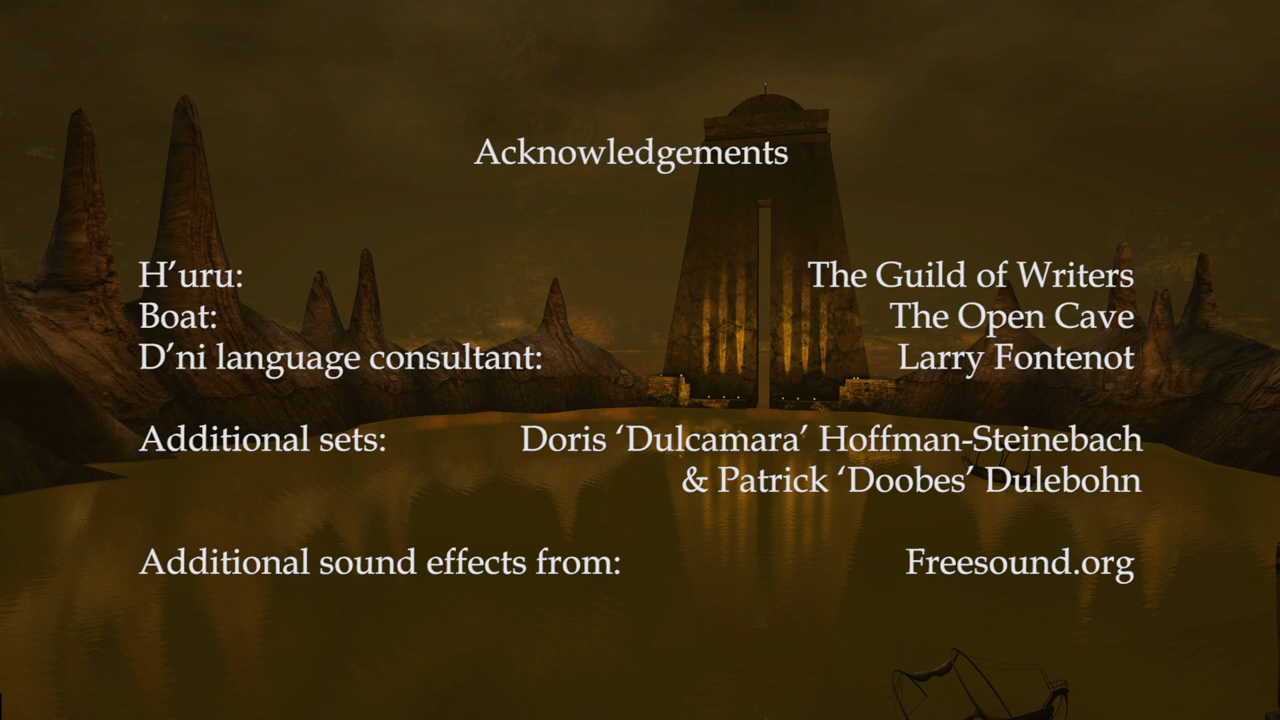 Acknowledgements
H’uru: The Guild of Writers
Boat: The Open Cave
D’ni language consultant: Larry Fontenot
Additional sets: Doris ‘Dulcamara’ Hoffman-Steinebach
& Patrick ‘Doobes’ Dulebohn
Additional sound effects from: Freesound.org